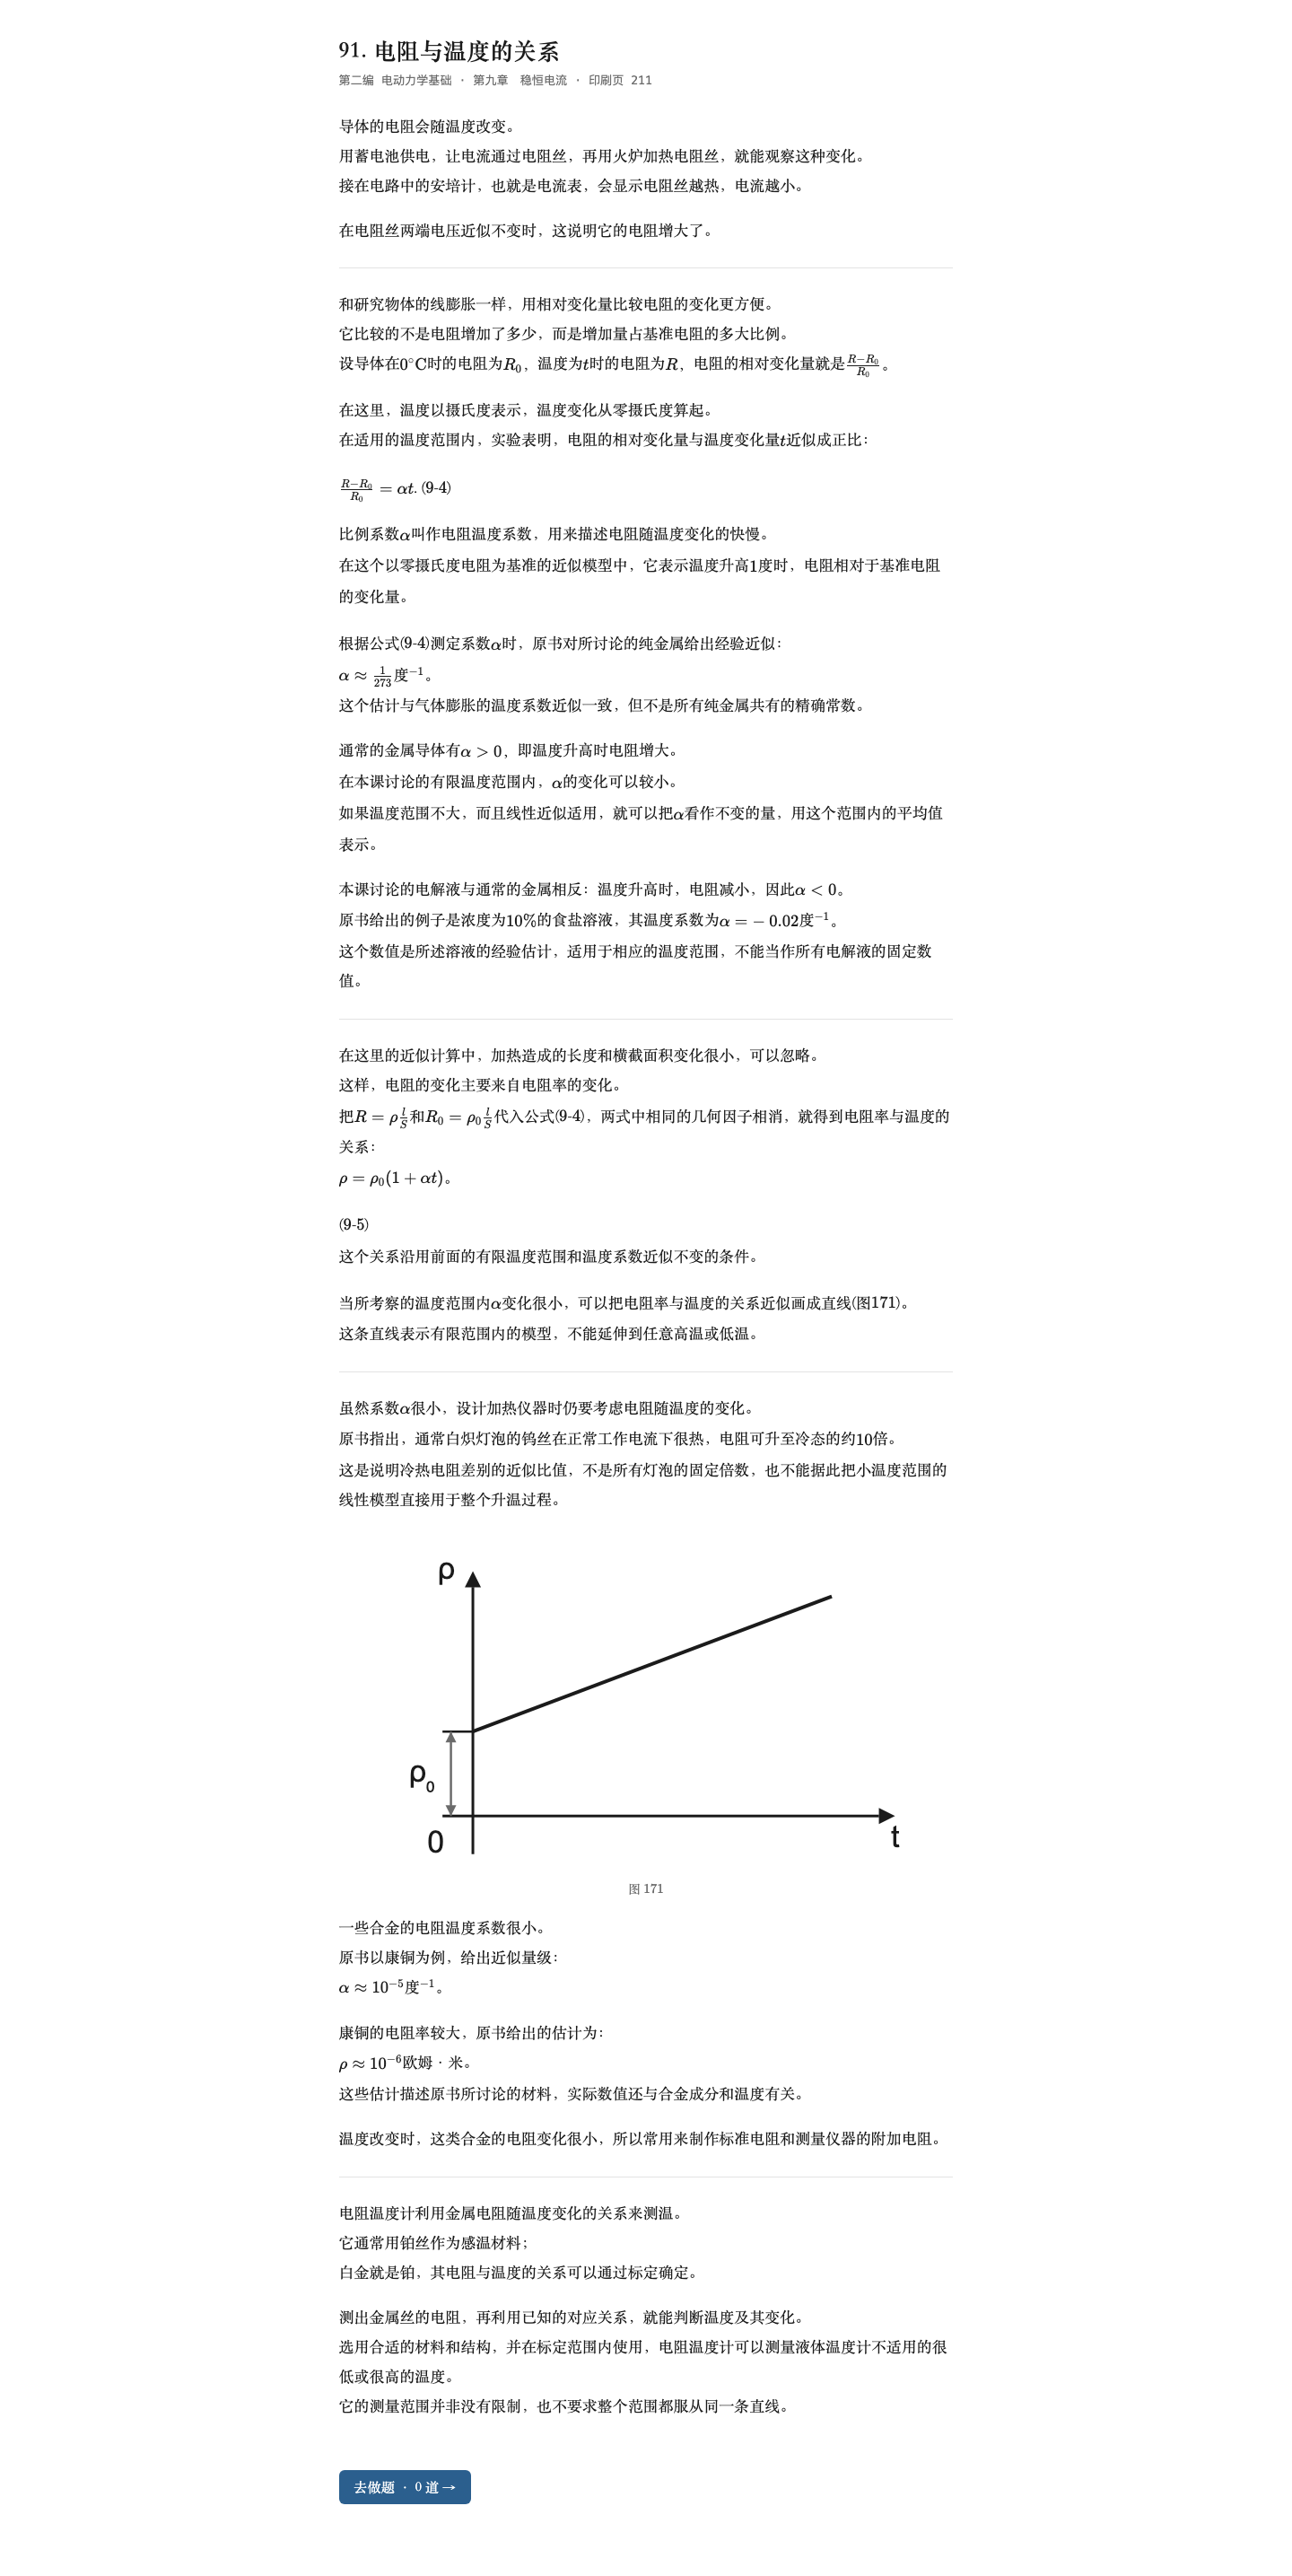 91. 电阻与温度的关系
第二编 电动力学基础 · 第九章 稳恒电流 · 印刷页 211
导体的电阻会随温度改变。
用蓄电池供电，让电流通过电阻丝，再用火炉加热电阻丝，就能观察这种变化。
接在电路中的安培计，也就是电流表，会显示电阻丝越热，电流越小。
在电阻丝两端电压近似不变时，这说明它的电阻增大了。
和研究物体的线膨胀一样，用相对变化量比较电阻的变化更方便。
它比较的不是电阻增加了多少，而是增加量占基准电阻的多大比例。
设导体在0°C时的电阻为R₀，温度为t时的电阻为R，电阻的相对变化量就是(R−R₀)/R₀。
在这里，温度以摄氏度表示，温度变化从零摄氏度算起。
在适用的温度范围内，实验表明，电阻的相对变化量与温度变化量t近似成正比：
(R−R₀)/R₀ = αt. (9-4)
比例系数α叫作电阻温度系数，用来描述电阻随温度变化的快慢。
在这个以零摄氏度电阻为基准的近似模型中，它表示温度升高1度时，电阻相对于基准电阻
的变化量。
根据公式(9-4)测定系数α时，原书对所讨论的纯金属给出经验近似：
α ≈ 1/273度⁻¹。
这个估计与气体膨胀的温度系数近似一致，但不是所有纯金属共有的精确常数。
通常的金属导体有α > 0，即温度升高时电阻增大。
在本课讨论的有限温度范围内，α的变化可以较小。
如果温度范围不大，而且线性近似适用，就可以把α看作不变的量，用这个范围内的平均值
表示。
本课讨论的电解液与通常的金属相反：温度升高时，电阻减小，因此α < 0。
原书给出的例子是浓度为10%的食盐溶液，其温度系数为α = − 0.02度⁻¹。
这个数值是所述溶液的经验估计，适用于相应的温度范围，不能当作所有电解液的固定数
值。
在这里的近似计算中，加热造成的长度和横截面积变化很小，可以忽略。
这样，电阻的变化主要来自电阻率的变化。
把R = ρl/S和R₀ = ρ₀l/S代入公式(9-4)，两式中相同的几何因子相消，就得到电阻率与温度的
关系：
ρ = ρ₀(1 + αt)。
(9-5)
这个关系沿用前面的有限温度范围和温度系数近似不变的条件。
当所考察的温度范围内α变化很小，可以把电阻率与温度的关系近似画成直线(图171)。
这条直线表示有限范围内的模型，不能延伸到任意高温或低温。
虽然系数α很小，设计加热仪器时仍要考虑电阻随温度的变化。
原书指出，通常白炽灯泡的钨丝在正常工作电流下很热，电阻可升至冷态的约10倍。
这是说明冷热电阻差别的近似比值，不是所有灯泡的固定倍数，也不能据此把小温度范围的
线性模型直接用于整个升温过程。
ρ
ρ₀
0
t
图 171
一些合金的电阻温度系数很小。
原书以康铜为例，给出近似量级：
α ≈ 10⁻⁵度⁻¹。
康铜的电阻率较大，原书给出的估计为：
ρ ≈ 10⁻⁶欧姆 · 米。
这些估计描述原书所讨论的材料，实际数值还与合金成分和温度有关。
温度改变时，这类合金的电阻变化很小，所以常用来制作标准电阻和测量仪器的附加电阻。
电阻温度计利用金属电阻随温度变化的关系来测温。
它通常用铂丝作为感温材料；
白金就是铂，其电阻与温度的关系可以通过标定确定。
测出金属丝的电阻，再利用已知的对应关系，就能判断温度及其变化。
选用合适的材料和结构，并在标定范围内使用，电阻温度计可以测量液体温度计不适用的很
低或很高的温度。
它的测量范围并非没有限制，也不要求整个范围都服从同一条直线。
去做题 · 0 道 →